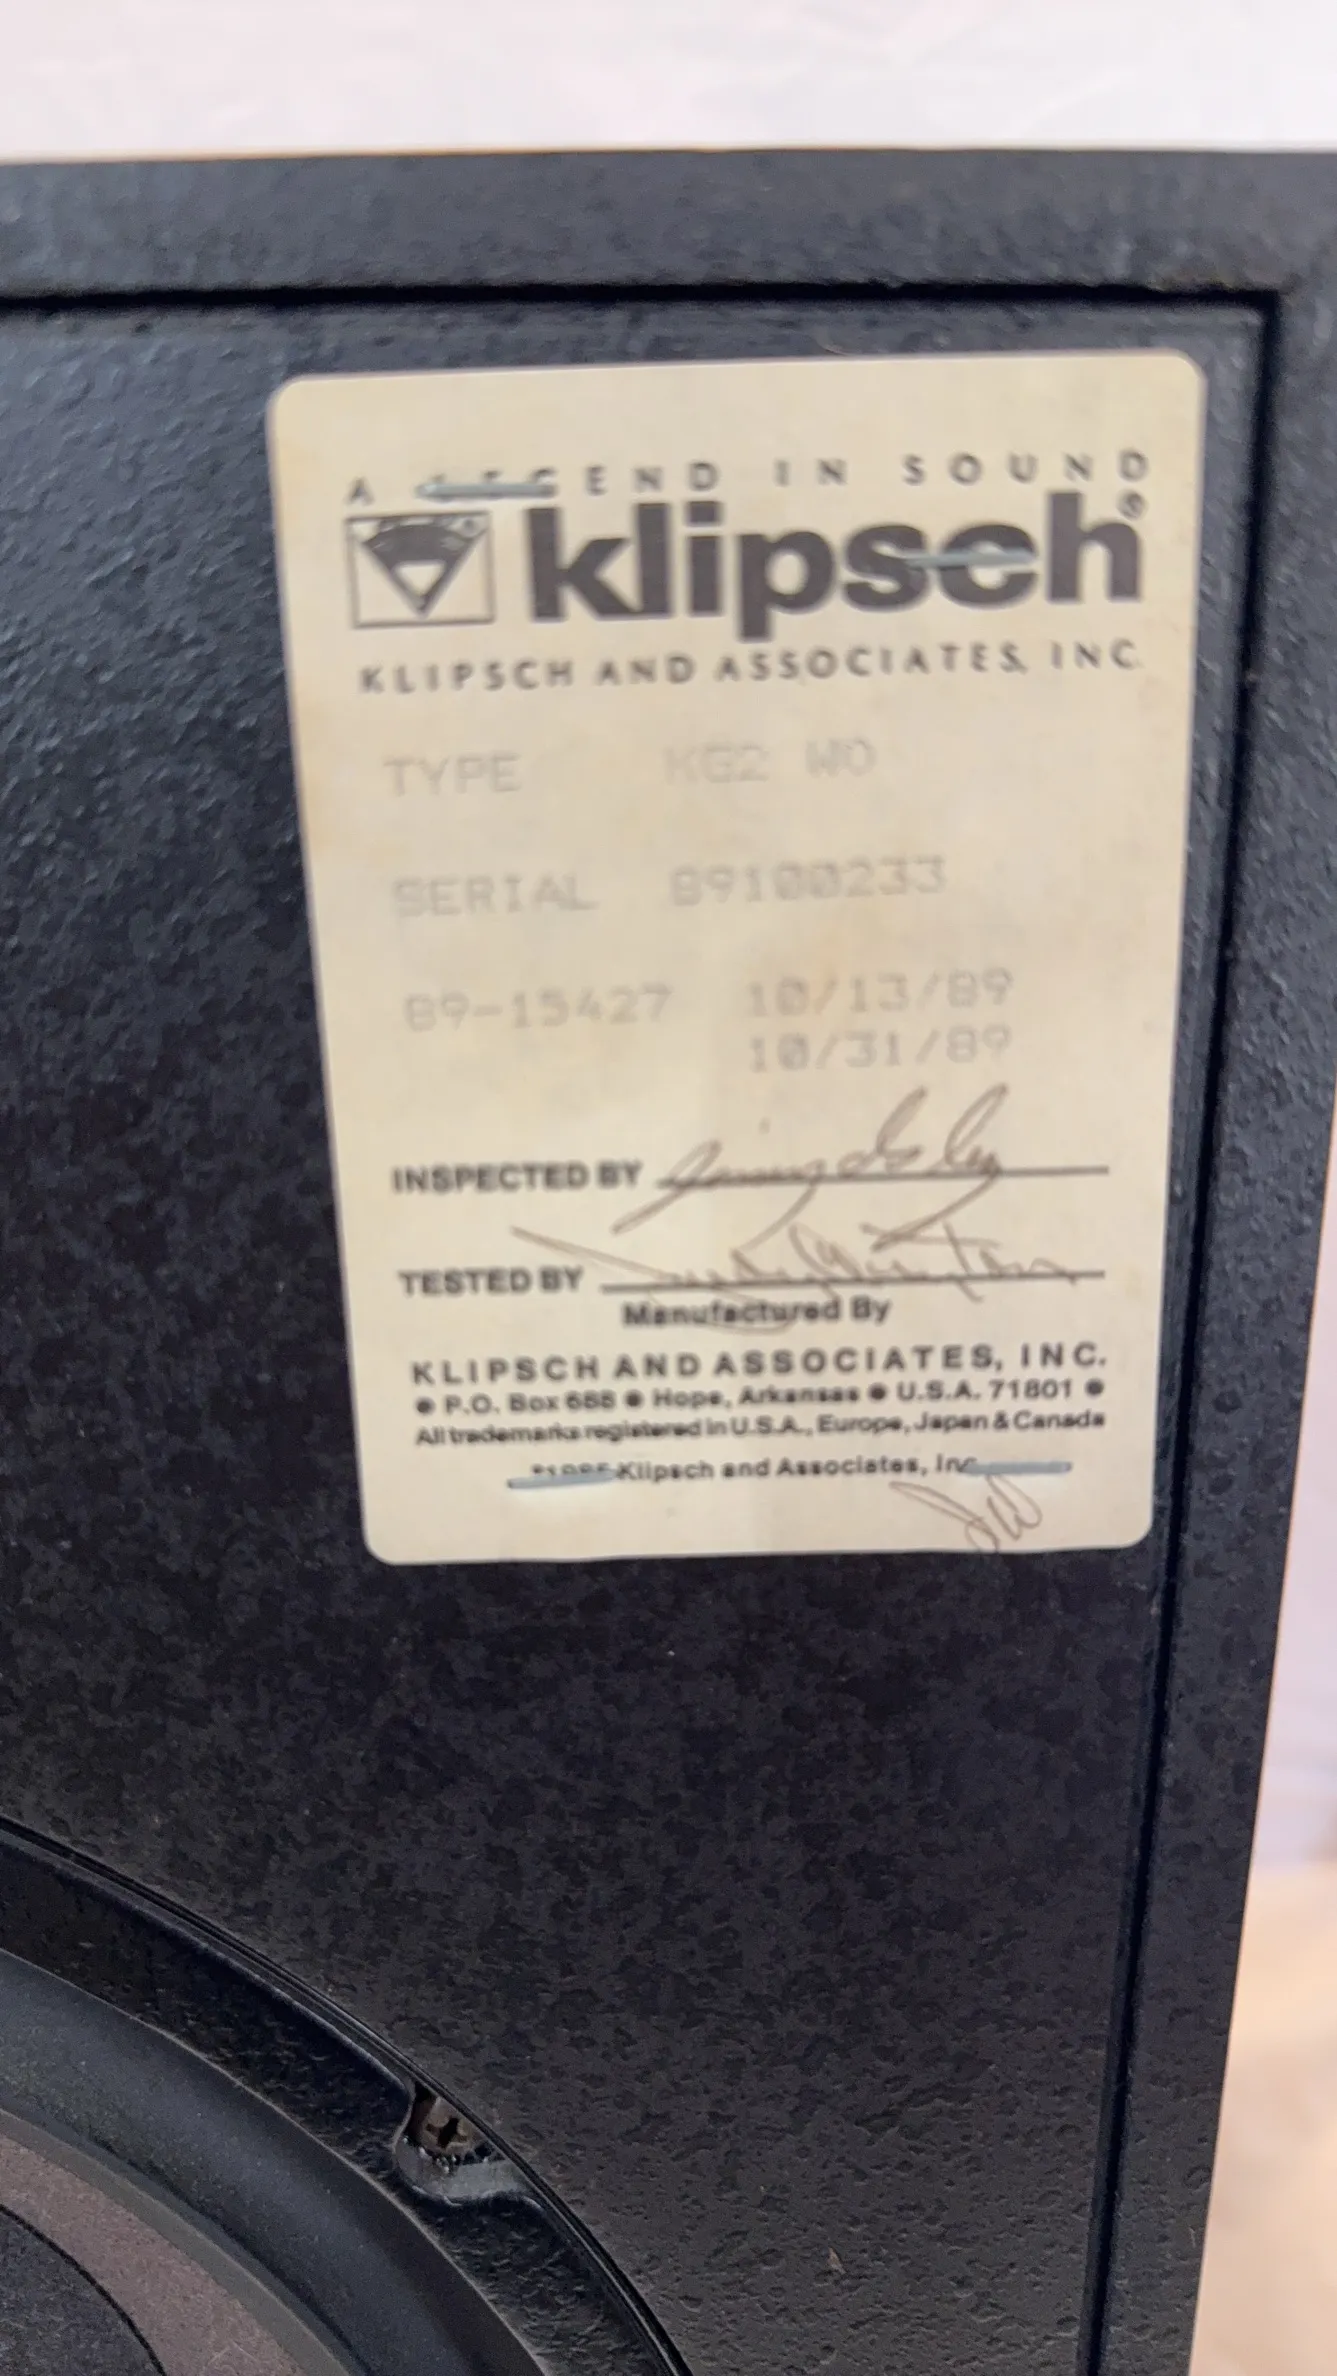 A LEGEND IN SOUND
klipsch®
KLIPSCH AND ASSOCIATES, INC.
TYPE KG2 WO
SERIAL 89100233
89-15427 10/13/89
10/31/89
INSPECTED BY
TESTED BY
Manufactured By
KLIPSCH AND ASSOCIATES, INC.
● P.O. Box 688 ● Hope, Arkansas ● U.S.A. 71801 ●
All trademarks registered in U.S.A., Europe, Japan & Canada
Klipsch and Associates, Inc.